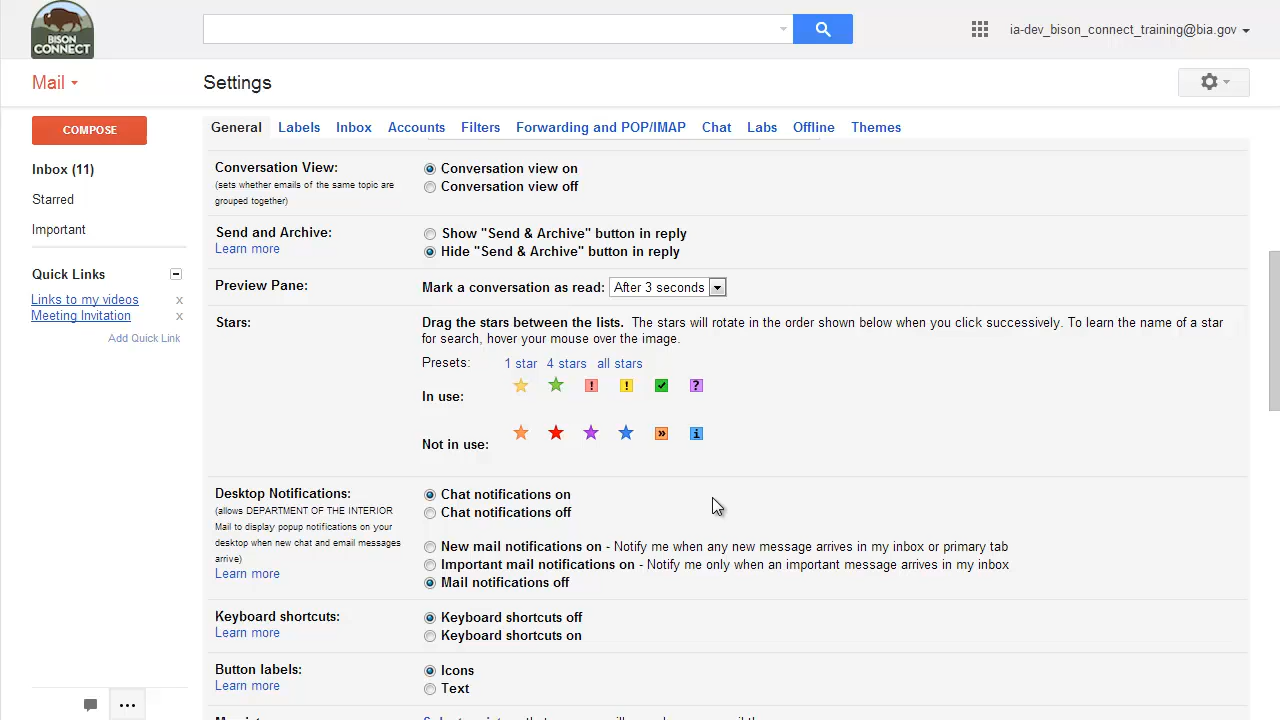 BISON
CONNECT
ia-dev_bison_connect_training@bia.gov
Mail
Settings
COMPOSE
General Labels Inbox Accounts Filters Forwarding and POP/IMAP Chat Labs Offline Themes
Inbox (11)
Starred
Important
Quick Links
Links to my videos x
Meeting Invitation x
Add Quick Link
Conversation View:
(sets whether emails of the same topic are
grouped together)
Conversation view on
Conversation view off
Send and Archive:
Learn more
Show "Send & Archive" button in reply
Hide "Send & Archive" button in reply
Preview Pane:
Mark a conversation as read: After 3 seconds
Stars:
Drag the stars between the lists. The stars will rotate in the order shown below when you click successively. To learn the name of a star
for search, hover your mouse over the image.
Presets: 1 star 4 stars all stars
! ! ?
In use:
» i
Not in use:
Desktop Notifications:
(allows DEPARTMENT OF THE INTERIOR
Mail to display popup notifications on your
desktop when new chat and email messages
arrive)
Learn more
Chat notifications on
Chat notifications off
New mail notifications on - Notify me when any new message arrives in my inbox or primary tab
Important mail notifications on - Notify me only when an important message arrives in my inbox
Mail notifications off
Keyboard shortcuts:
Learn more
Keyboard shortcuts off
Keyboard shortcuts on
Button labels:
Learn more
Icons
Text